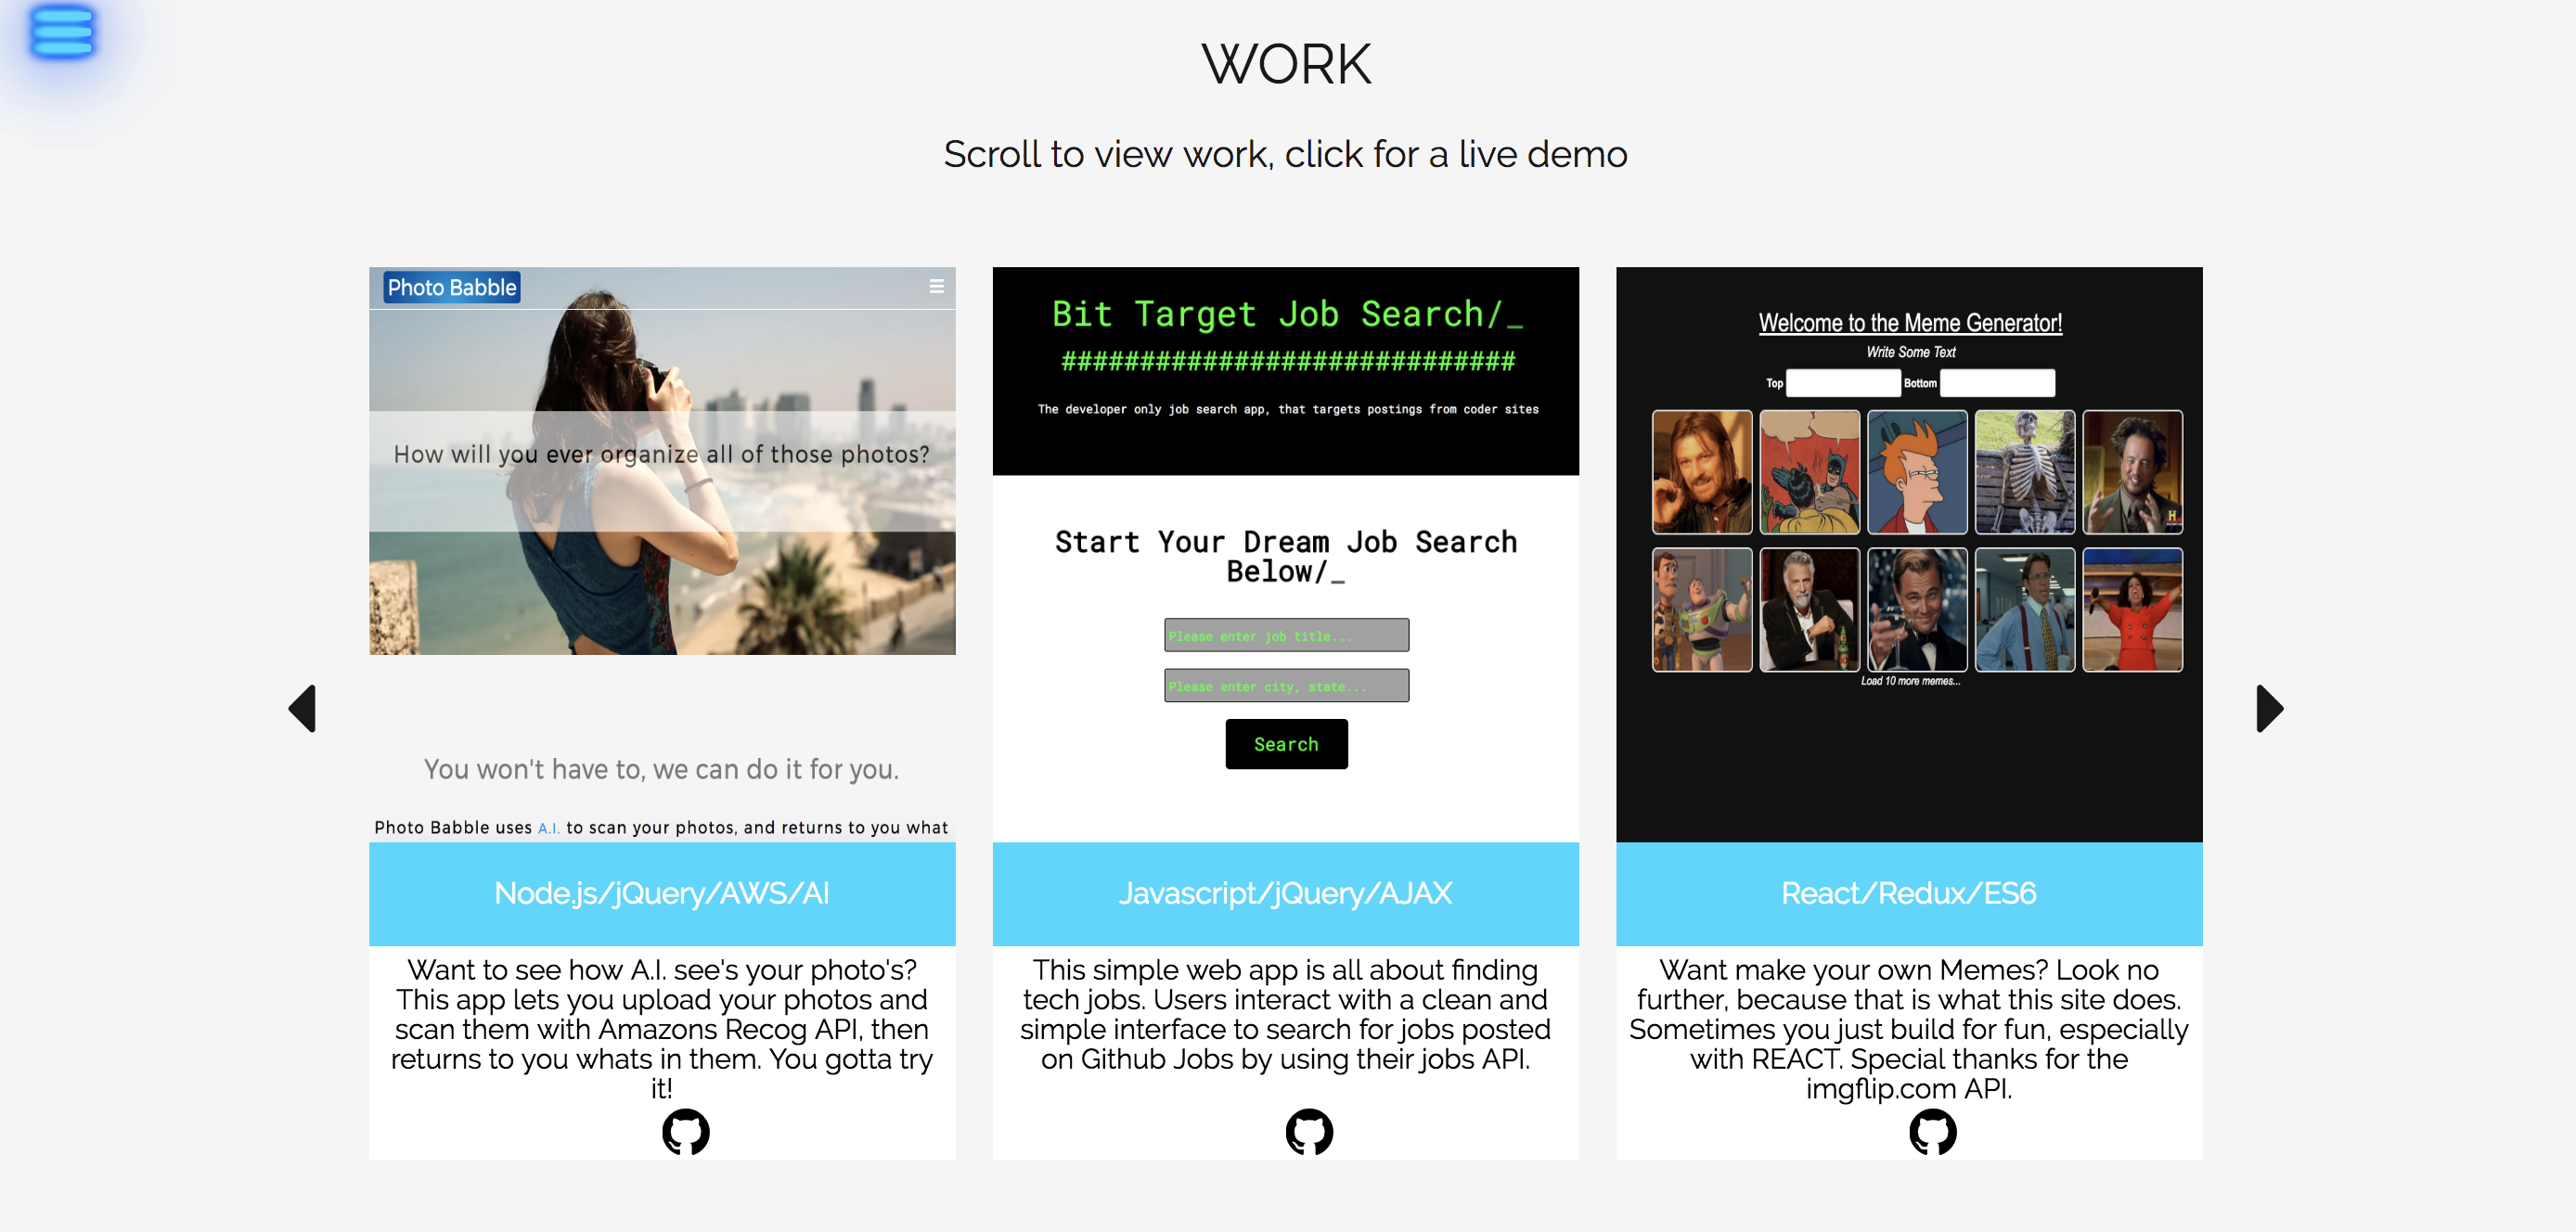 WORK
Scroll to view work, click for a live demo
Photo Babble
How will you ever organize all of those photos?
You won't have to, we can do it for you.
Photo Babble uses A.I. to scan your photos, and returns to you what
Node.js/jQuery/AWS/AI
Want to see how A.I. see's your photo's?
This app lets you upload your photos and
scan them with Amazons Recog API, then
returns to you whats in them. You gotta try
it!
Bit Target Job Search/_
#############################
The developer only job search app, that targets postings from coder sites
Start Your Dream Job Search
Below/_
Please enter job title...
Please enter city, state...
Search
Javascript/jQuery/AJAX
This simple web app is all about finding
tech jobs. Users interact with a clean and
simple interface to search for jobs posted
on Github Jobs by using their jobs API.
Welcome to the Meme Generator!
Write Some Text
Top Bottom
H
Load 10 more memes...
React/Redux/ES6
Want make your own Memes? Look no
further, because that is what this site does.
Sometimes you just build for fun, especially
with REACT. Special thanks for the
imgflip.com API.